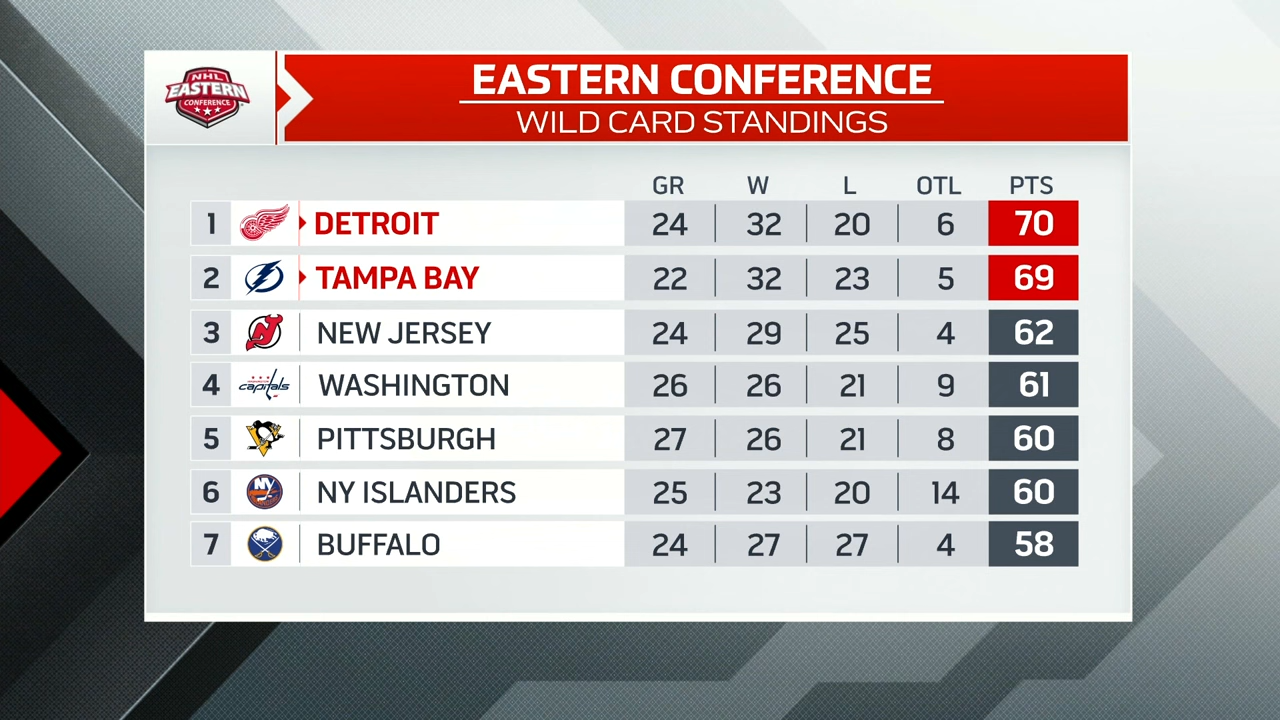 NHL
EASTERN
CONFERENCE
EASTERN CONFERENCE
WILD CARD STANDINGS
GR W L OTL PTS
1 DETROIT 24 32 20 6 70
2 TAMPA BAY 22 32 23 5 69
3 NEW JERSEY 24 29 25 4 62
4 capitals WASHINGTON 26 26 21 9 61
5 PITTSBURGH 27 26 21 8 60
6 NY NY ISLANDERS 25 23 20 14 60
7 BUFFALO 24 27 27 4 58